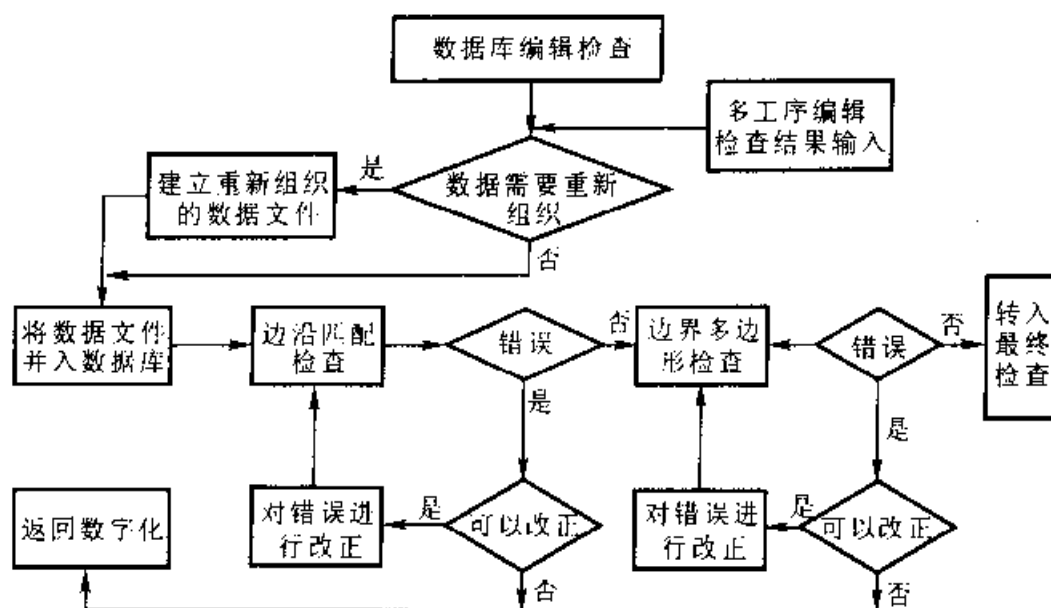 数据库编辑检查
多工序编辑
检查结果输入
建立重新组织
的数据文件
是
数据需要重新
组织
否
将数据文件
并入数据库
边沿匹配
检查
错误
否
边界多边
形检查
错误
否
转入
最终
检查
是
是
返回数字化
对错误进
行改正
是
可以改正
对错误进
行改正
是
可以改正
否
否